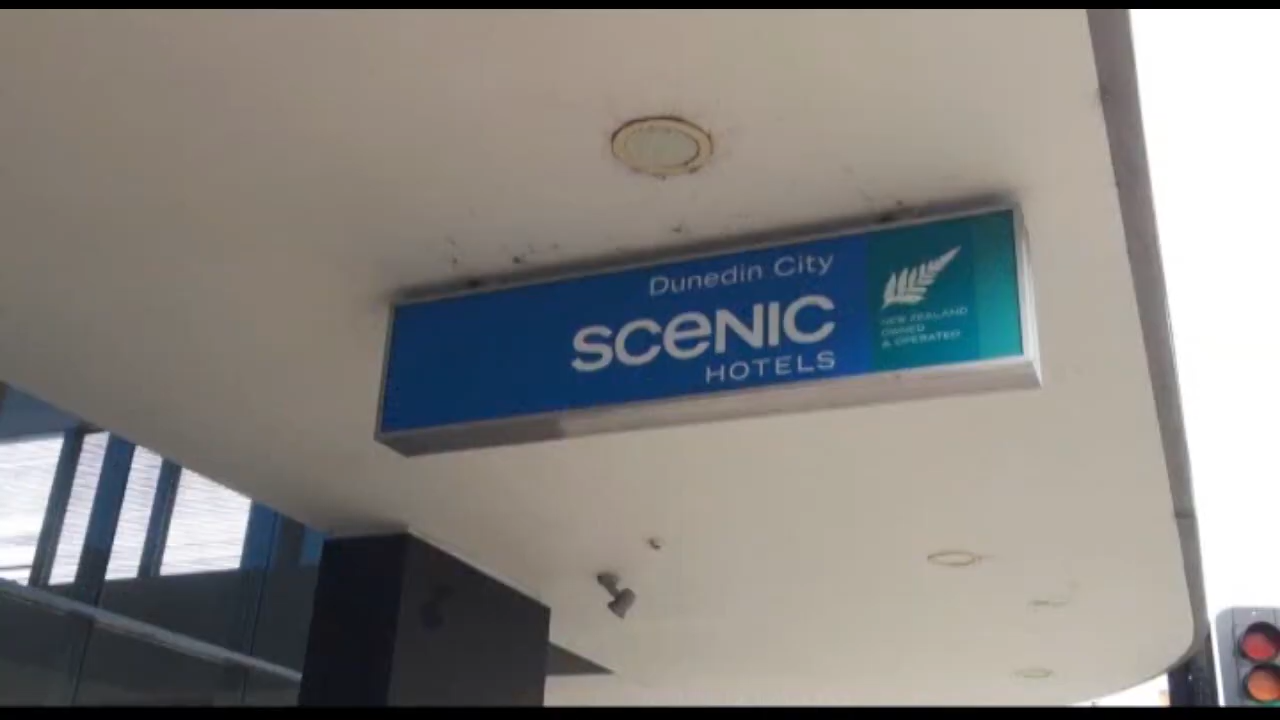 Dunedin City
SCENIC
HOTELS
NEW ZEALAND
OWNED
& OPERATED